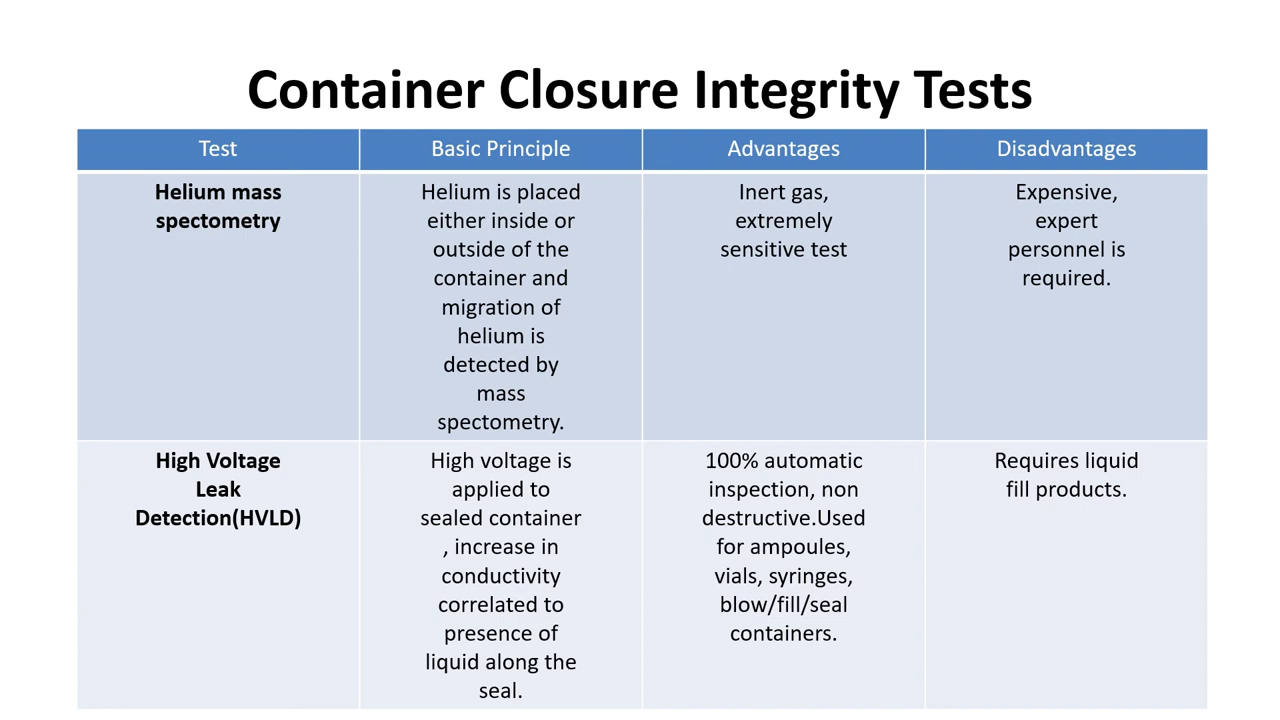 Container Closure Integrity Tests
Test
Basic Principle
Advantages
Disadvantages
Helium mass
spectometry
Helium is placed
either inside or
outside of the
container and
migration of
helium is
detected by
mass
spectometry.
Inert gas,
extremely
sensitive test
Expensive,
expert
personnel is
required.
High Voltage
Leak
Detection(HVLD)
High voltage is
applied to
sealed container
, increase in
conductivity
correlated to
presence of
liquid along the
seal.
100% automatic
inspection, non
destructive.Used
for ampoules,
vials, syringes,
blow/fill/seal
containers.
Requires liquid
fill products.